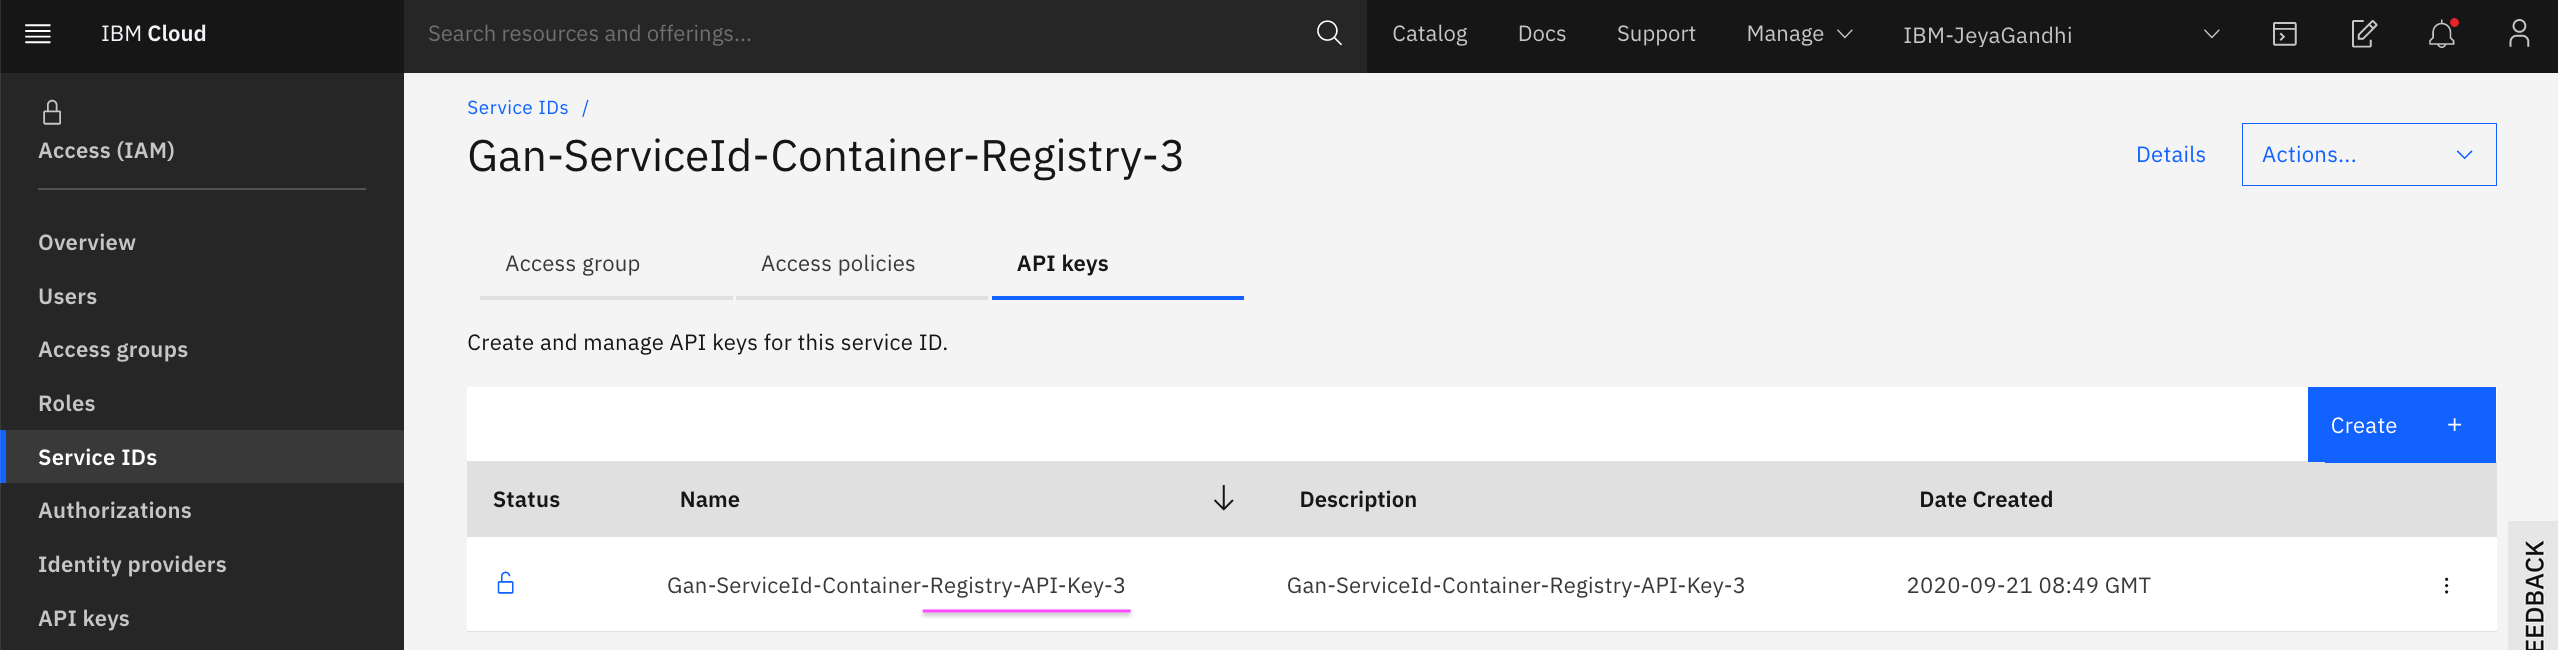 IBM Cloud
Search resources and offerings...
Catalog
Docs
Support
Manage
IBM-JeyaGandhi
Access (IAM)
Overview
Users
Access groups
Roles
Service IDs
Authorizations
Identity providers
API keys
Service IDs /
Gan-ServiceId-Container-Registry-3
Details
Actions...
Access group
Access policies
API keys
Create and manage API keys for this service ID.
Create +
Status Name Description Date Created
Gan-ServiceId-Container-Registry-API-Key-3 Gan-ServiceId-Container-Registry-API-Key-3 2020-09-21 08:49 GMT
EEDBACK